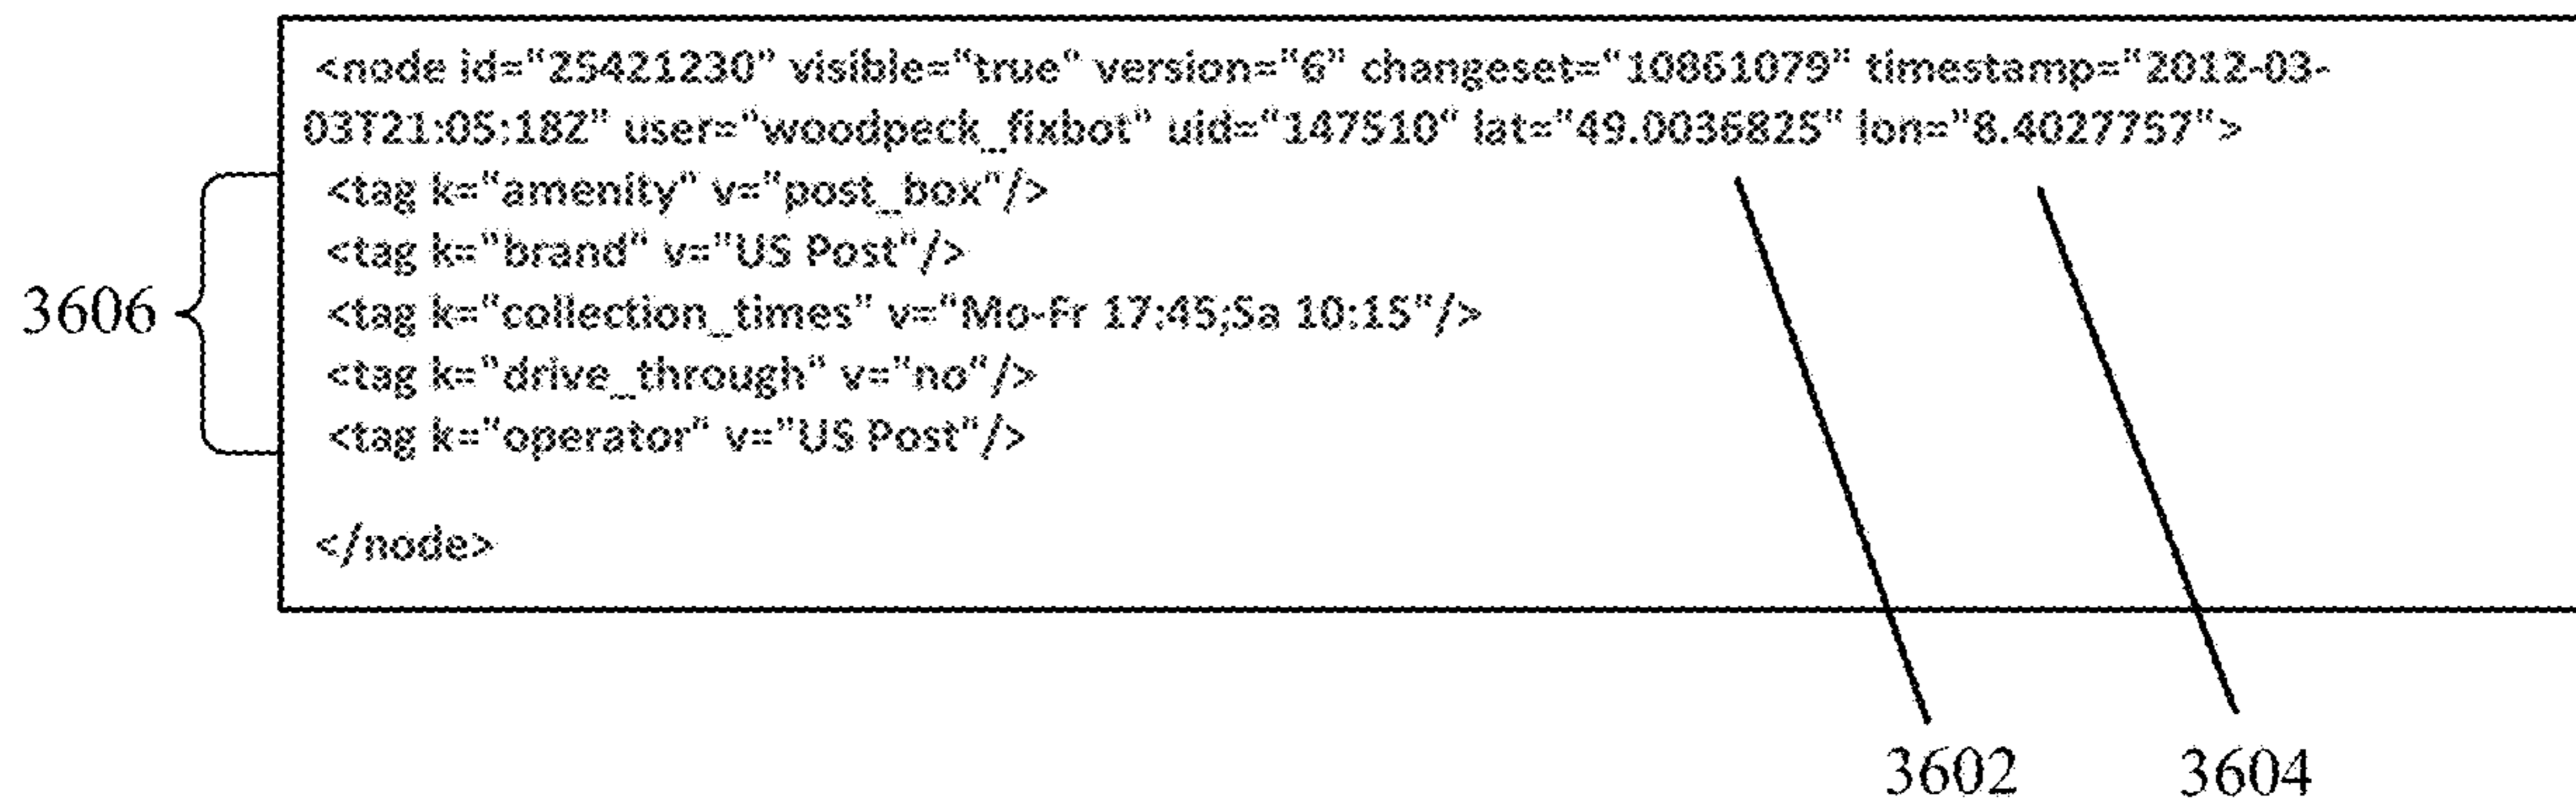 <node id="25421230" visible="true" version="6" changeset="10861079" timestamp="2012-03-
03T21:05:18Z" user="woodpeck_fixbot" uid="147510" lat="49.0036825" lon="8.4027757">
<tag k="amenity" v="post_box"/>
<tag k="brand" v="US Post"/>
3606
<tag k="collection_times" v="Mo-Fr 17:45;Sa 10:15"/>
<tag k="drive_through" v="no"/>
<tag k="operator" v="US Post"/>
</node>
3602 3604